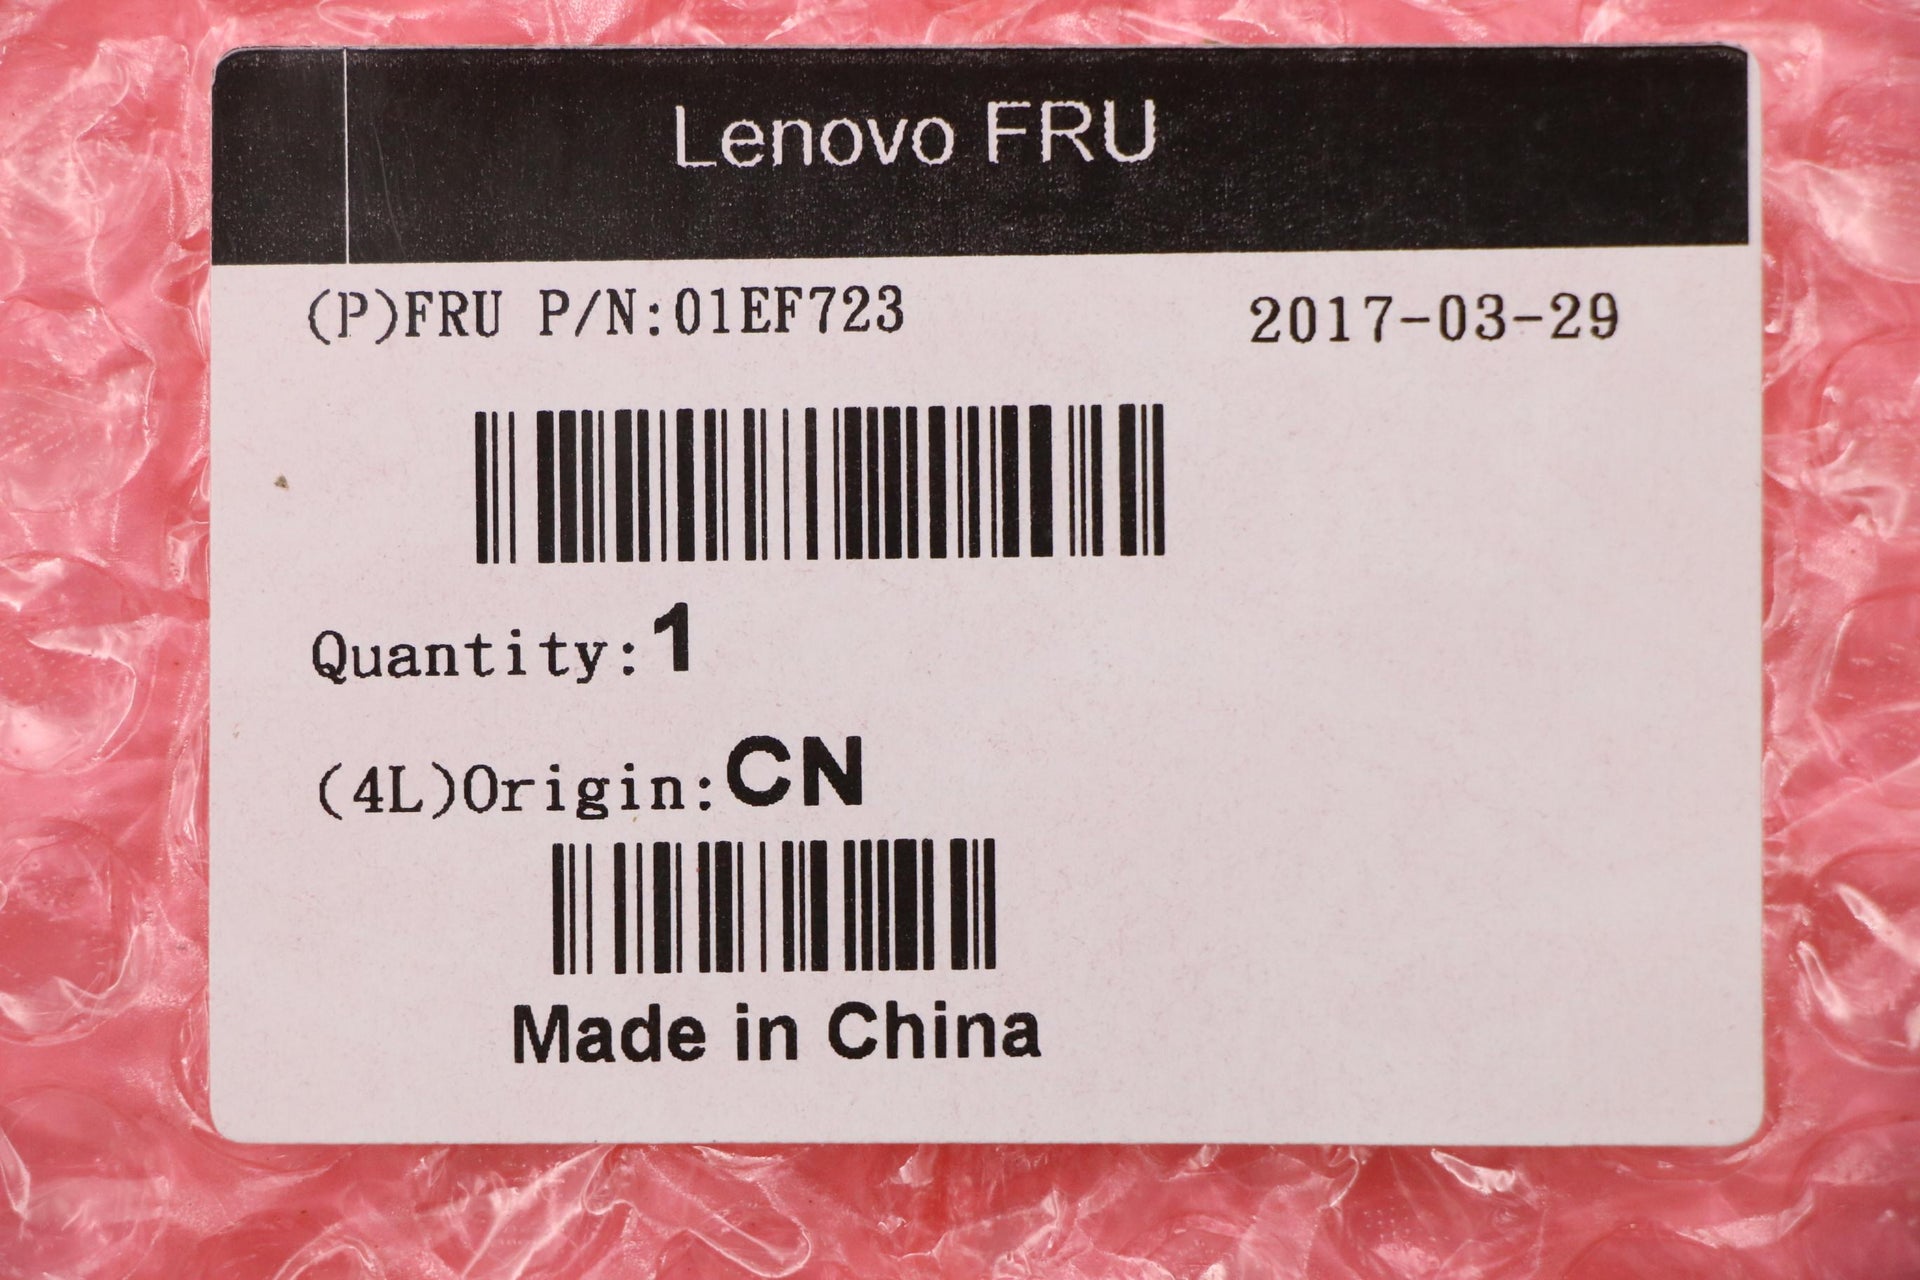 Lenovo FRU
(P)FRU P/N:01EF723 2017-03-29
Quantity:1
(4L)Origin:CN
Made in China